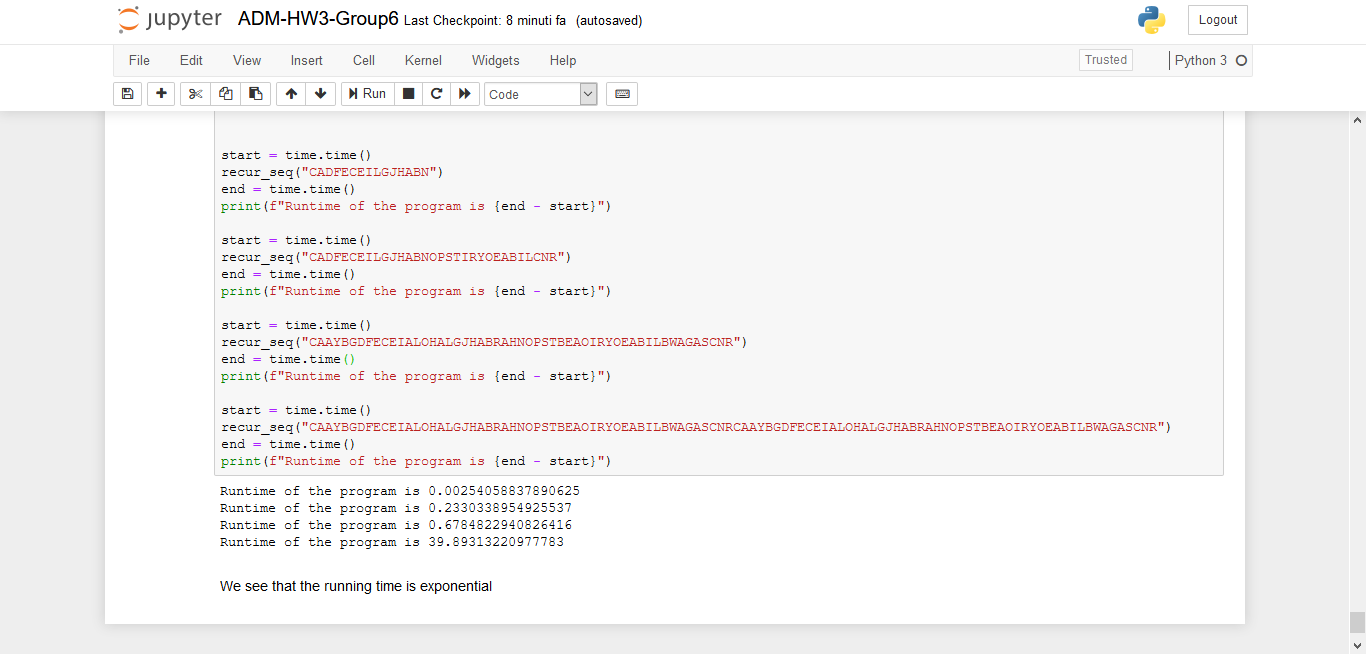 jupyter ADM-HW3-Group6 Last Checkpoint: 8 minuti fa (autosaved) Logout
File Edit View Insert Cell Kernel Widgets Help Trusted Python 3
Run Code
start = time.time()
recur_seq("CADFECEILGJHABN")
end = time.time()
print(f"Runtime of the program is {end - start}")
start = time.time()
recur_seq("CADFECEILGJHABNOPSTIRYOEABILCNR")
end = time.time()
print(f"Runtime of the program is {end - start}")
start = time.time()
recur_seq("CAAYBGDFECEIALOHALGJHABRAHNOPSTBEAOIRYOEABILBWAGASCNR")
end = time.time()
print(f"Runtime of the program is {end - start}")
start = time.time()
recur_seq("CAAYBGDFECEIALOHALGJHABRAHNOPSTBEAOIRYOEABILBWAGASCNRCAAYBGDFECEIALOHALGJHABRAHNOPSTBEAOIRYOEABILBWAGASCNR")
end = time.time()
print(f"Runtime of the program is {end - start}")
Runtime of the program is 0.00254058837890625
Runtime of the program is 0.2330338954925537
Runtime of the program is 0.6784822940826416
Runtime of the program is 39.89313220977783
We see that the running time is exponential